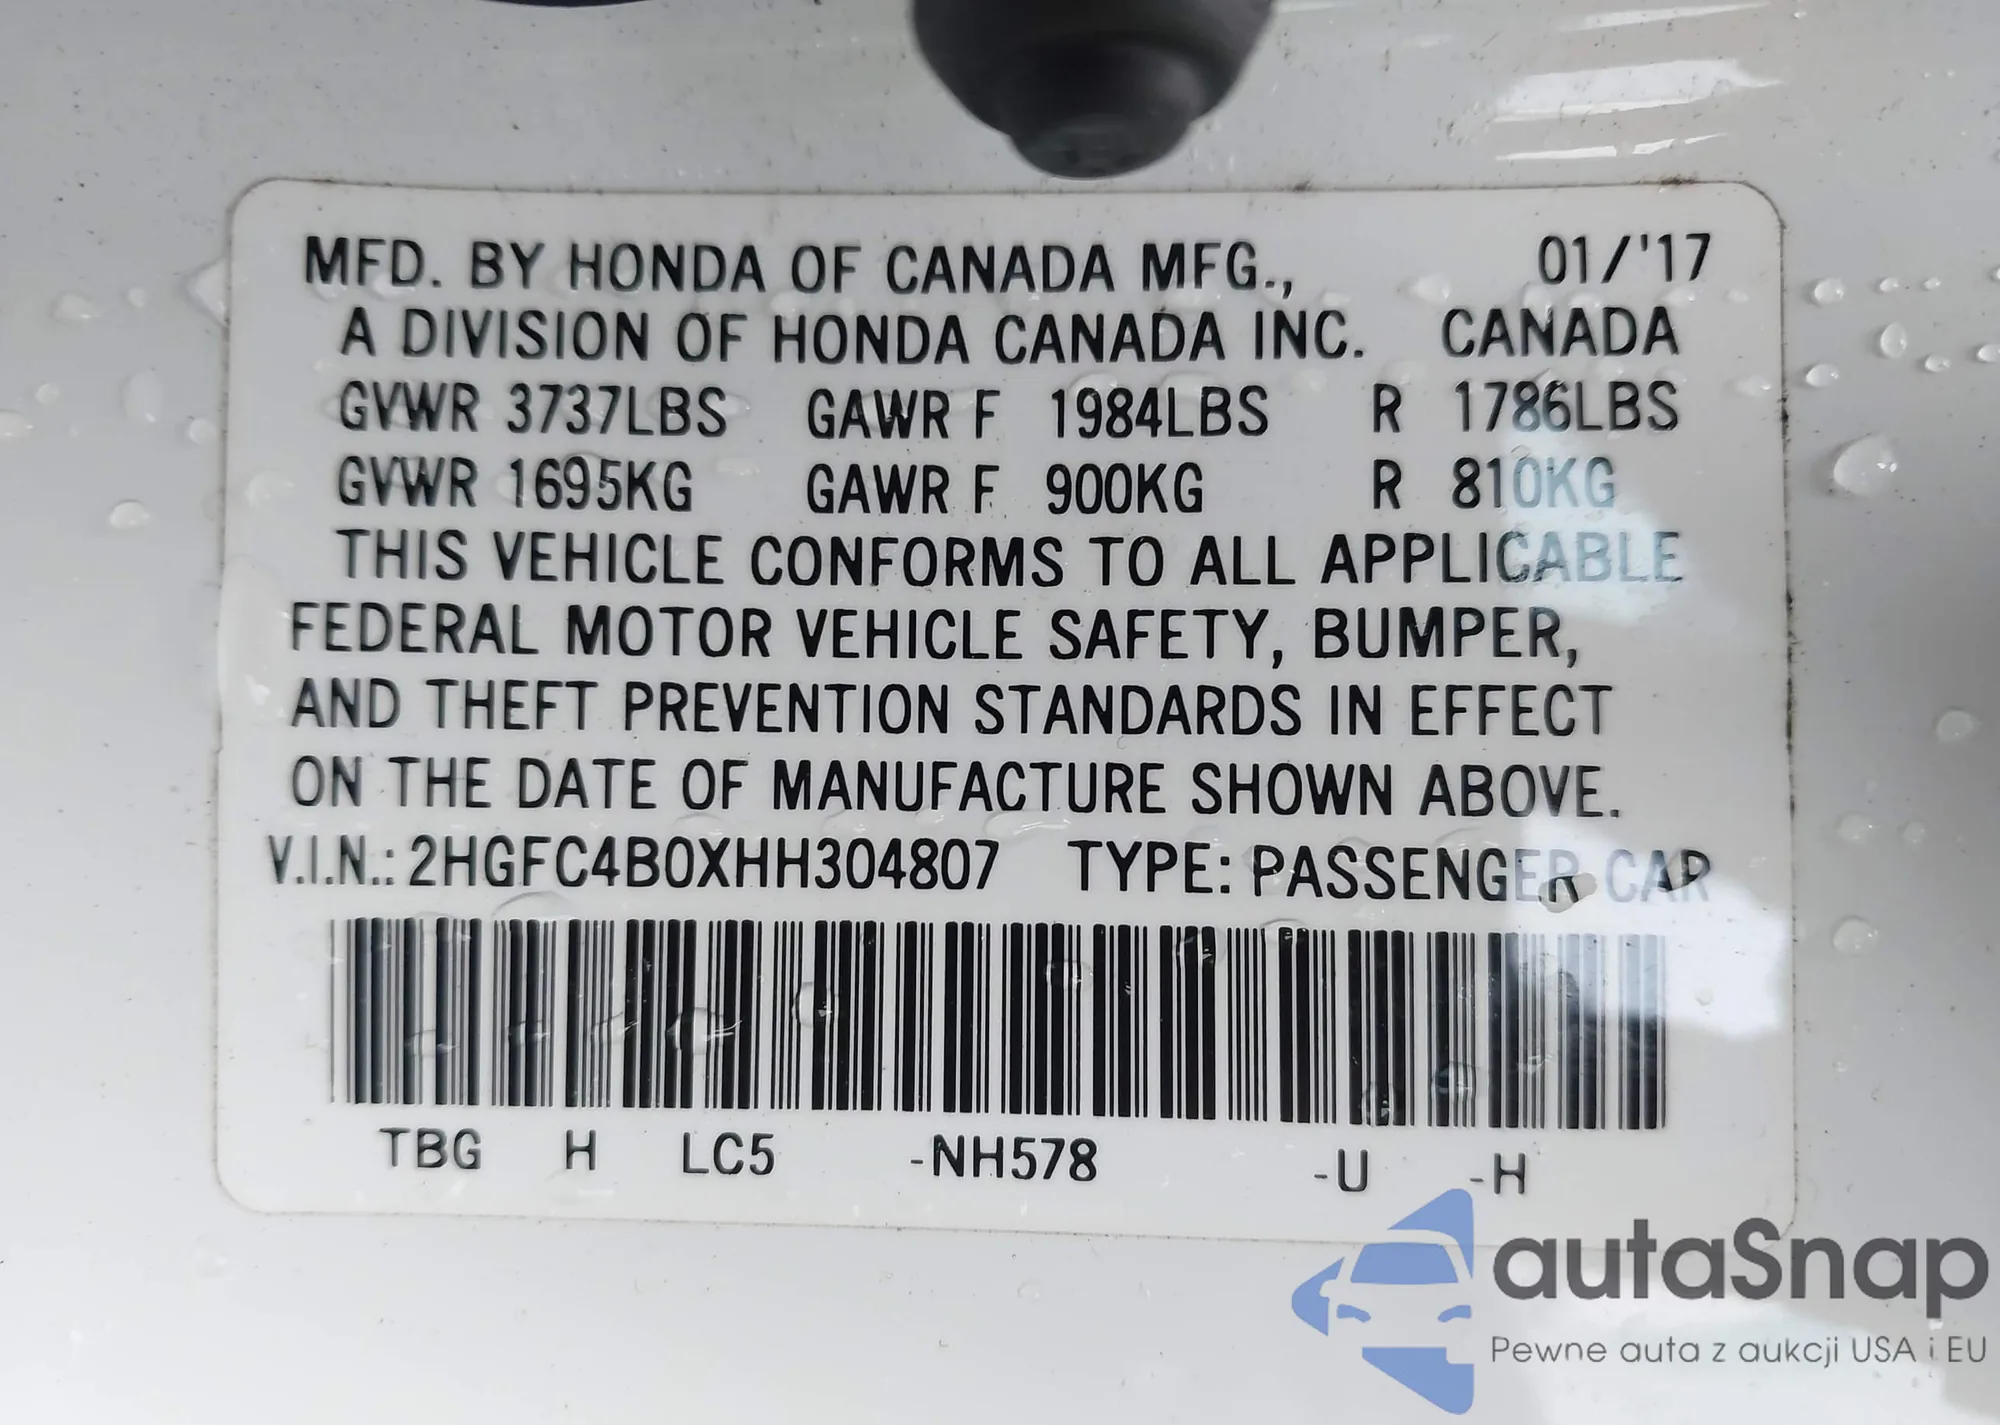 MFD. BY HONDA OF CANADA MFG., 01/'17
A DIVISION OF HONDA CANADA INC. CANADA
GVWR 3737LBS GAWR F 1984LBS R 1786LBS
GVWR 1695KG GAWR F 900KG R 810KG
THIS VEHICLE CONFORMS TO ALL APPLICABLE
FEDERAL MOTOR VEHICLE SAFETY, BUMPER,
AND THEFT PREVENTION STANDARDS IN EFFECT
ON THE DATE OF MANUFACTURE SHOWN ABOVE.
V.I.N.: 2HGFC4B0XHH304807 TYPE: PASSENGER CAR
TBG H LC5 -NH578 -U -H
autaSnap
Pewne auta z aukcji USA i EU